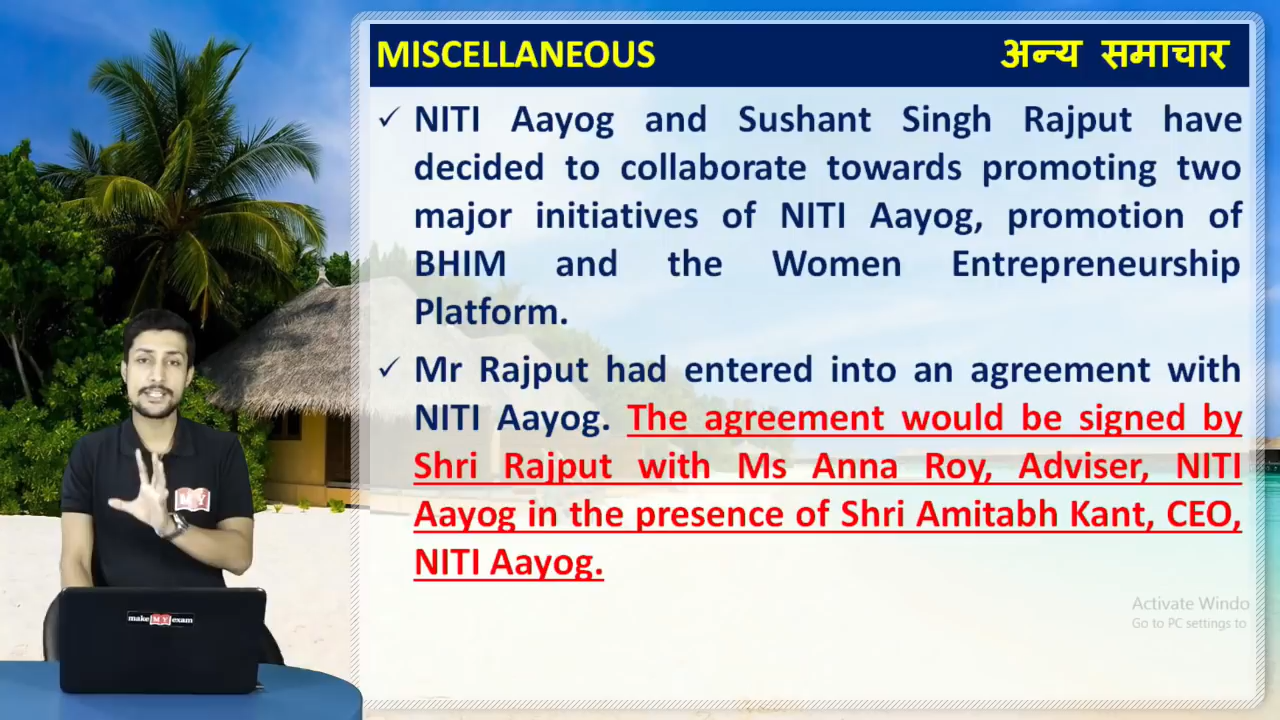 MISCELLANEOUS अन्य समाचार
✓ NITI Aayog and Sushant Singh Rajput have
decided to collaborate towards promoting two
major initiatives of NITI Aayog, promotion of
BHIM and the Women Entrepreneurship
Platform.
✓ Mr Rajput had entered into an agreement with
NITI Aayog. The agreement would be signed by
Shri Rajput with Ms Anna Roy, Adviser, NITI
Aayog in the presence of Shri Amitabh Kant, CEO,
NITI Aayog.
Activate Windo
Go to PC settings to
M Y
make MY exam